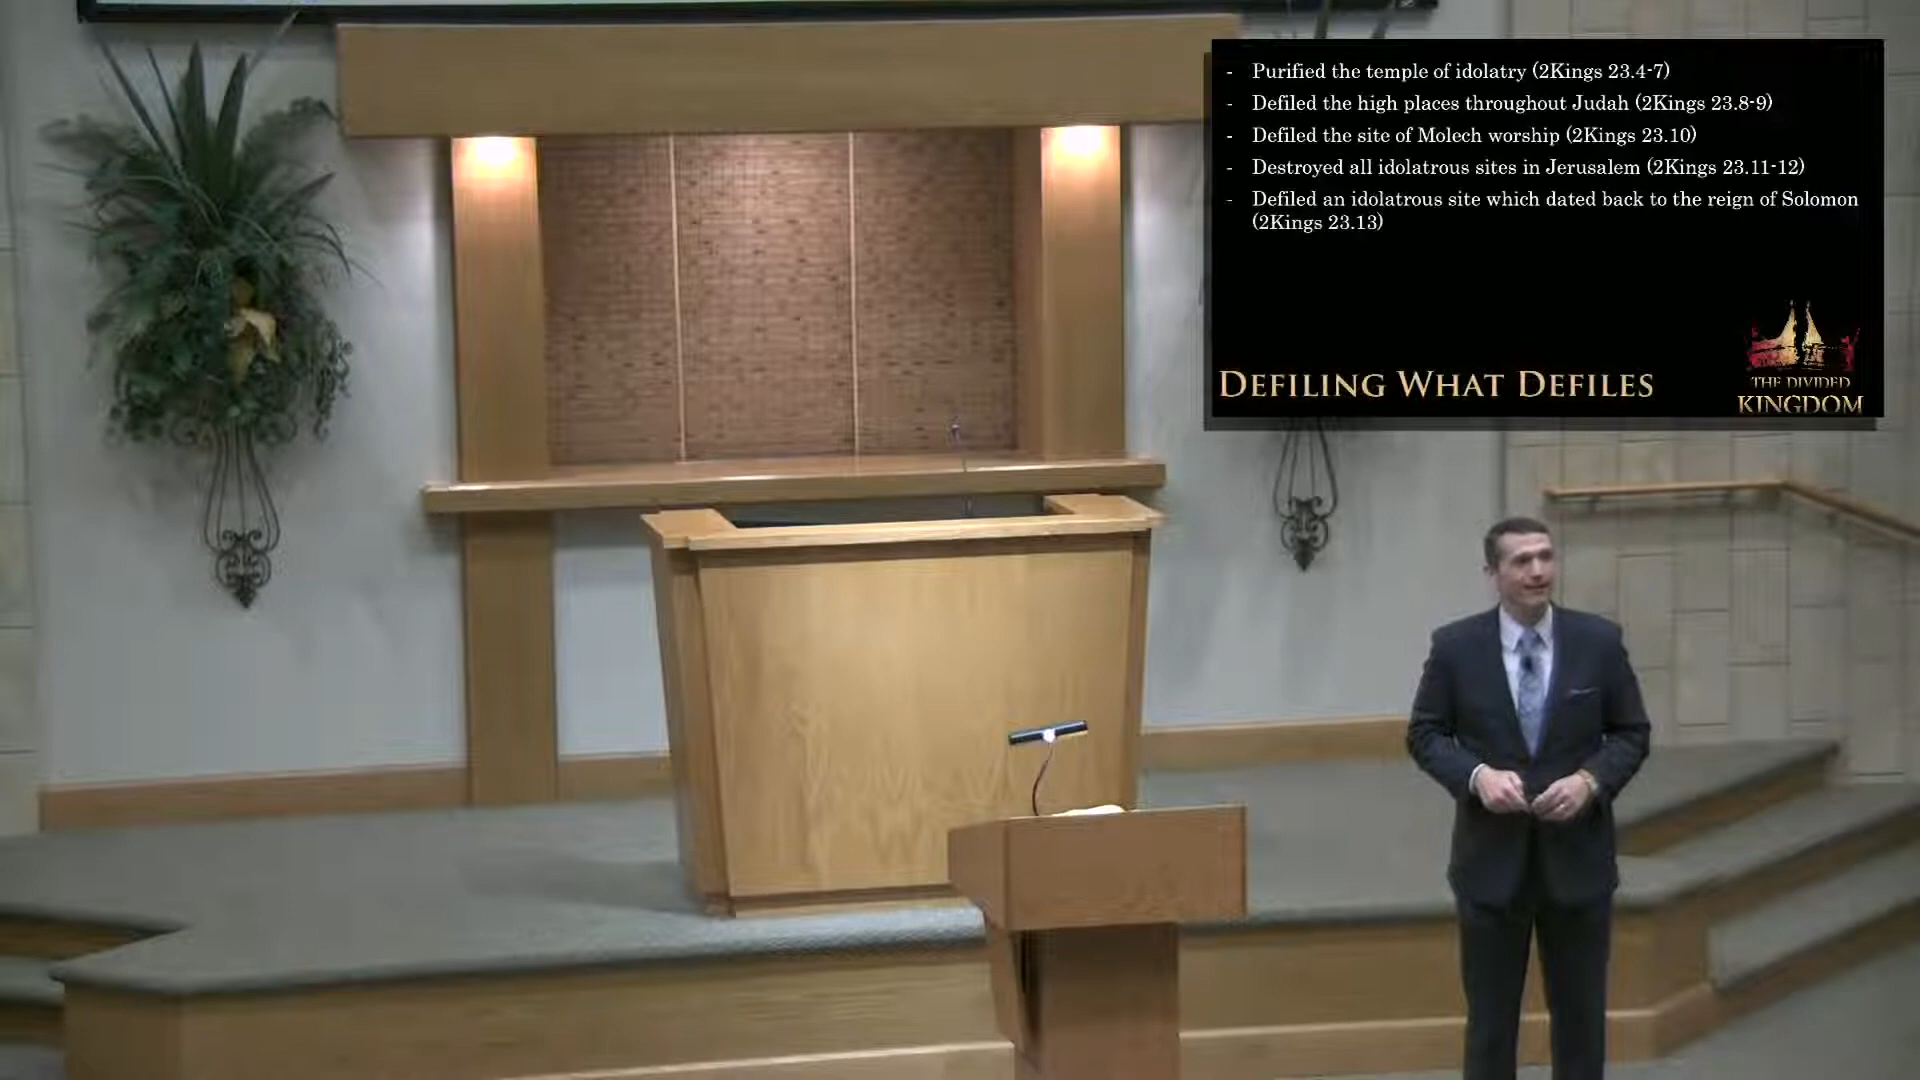 - Purified the temple of idolatry (2Kings 23.4-7)
- Defiled the high places throughout Judah (2Kings 23.8-9)
- Defiled the site of Molech worship (2Kings 23.10)
- Destroyed all idolatrous sites in Jerusalem (2Kings 23.11-12)
- Defiled an idolatrous site which dated back to the reign of Solomon
(2Kings 23.13)
DEFILING WHAT DEFILES
THE DIVIDED
KINGDOM